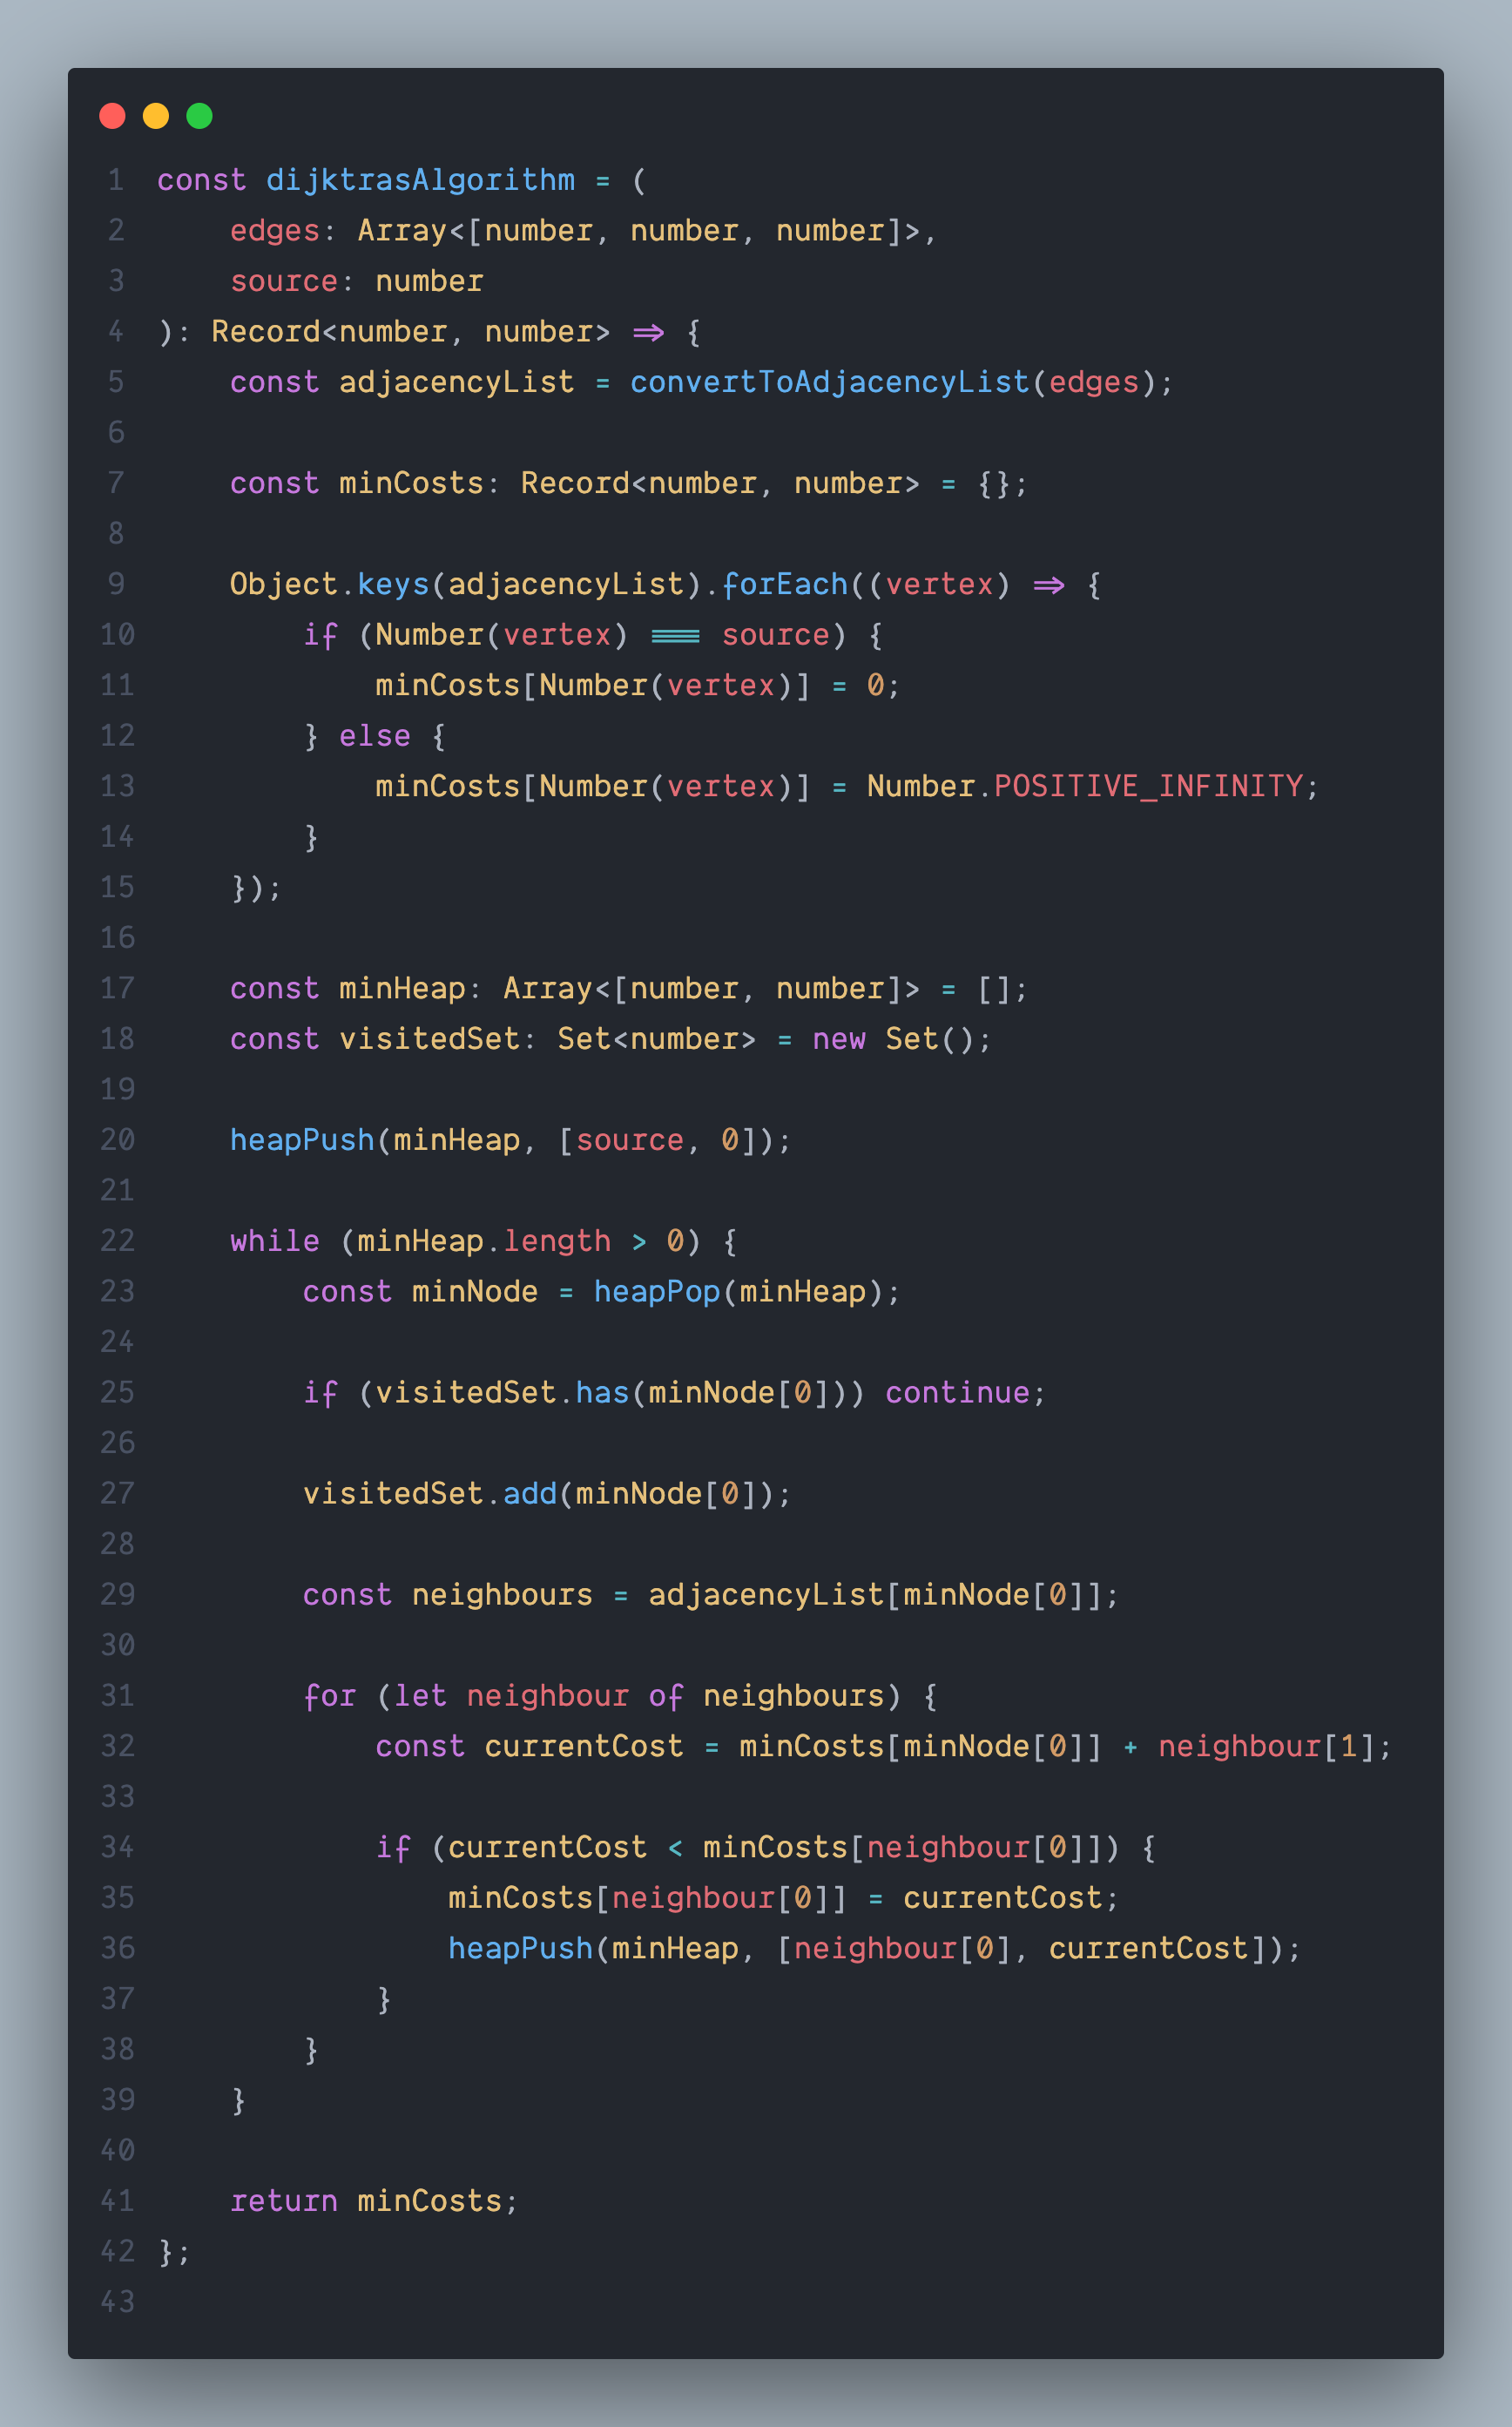 1 const dijktrasAlgorithm = (
2     edges: Array<[number, number, number]>,
3     source: number
4 ): Record<number, number> => {
5     const adjacencyList = convertToAdjacencyList(edges);
6
7     const minCosts: Record<number, number> = {};
8
9     Object.keys(adjacencyList).forEach((vertex) => {
10         if (Number(vertex) === source) {
11             minCosts[Number(vertex)] = 0;
12         } else {
13             minCosts[Number(vertex)] = Number.POSITIVE_INFINITY;
14         }
15     });
16
17     const minHeap: Array<[number, number]> = [];
18     const visitedSet: Set<number> = new Set();
19
20     heapPush(minHeap, [source, 0]);
21
22     while (minHeap.length > 0) {
23         const minNode = heapPop(minHeap);
24
25         if (visitedSet.has(minNode[0])) continue;
26
27         visitedSet.add(minNode[0]);
28
29         const neighbours = adjacencyList[minNode[0]];
30
31         for (let neighbour of neighbours) {
32             const currentCost = minCosts[minNode[0]] + neighbour[1];
33
34             if (currentCost < minCosts[neighbour[0]]) {
35                 minCosts[neighbour[0]] = currentCost;
36                 heapPush(minHeap, [neighbour[0], currentCost]);
37             }
38         }
39     }
40
41     return minCosts;
42 };
43